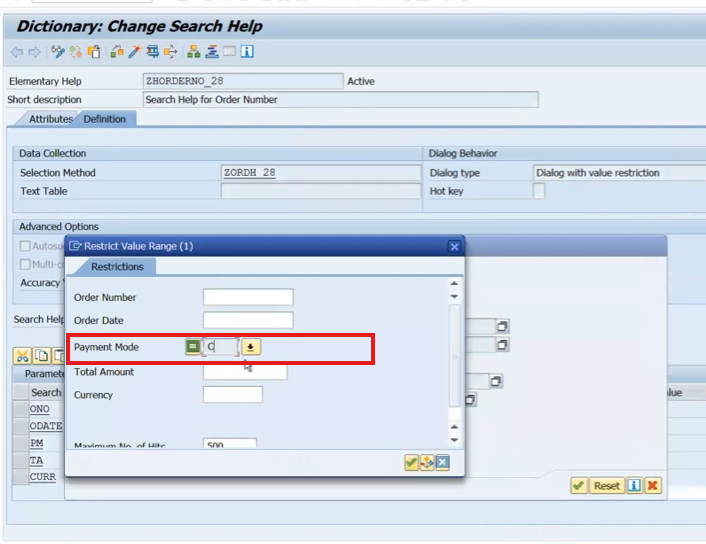 Dictionary: Change Search Help
Elementary Help ZHORDERNO_28 Active
Short description Search Help for Order Number
Attributes Definition
Data Collection Dialog Behavior
Selection Method ZORDH_28 Dialog type Dialog with value restriction
Text Table Hot key
Advanced Options
Restrict Value Range (1)
Restrictions
Accuracy
Order Number
Order Date
Search Help
Payment Mode = C
Total Amount
Currency
Search
ONO
ODATE
PM
TA
CURR
Maximum No. of Hits 500
Reset